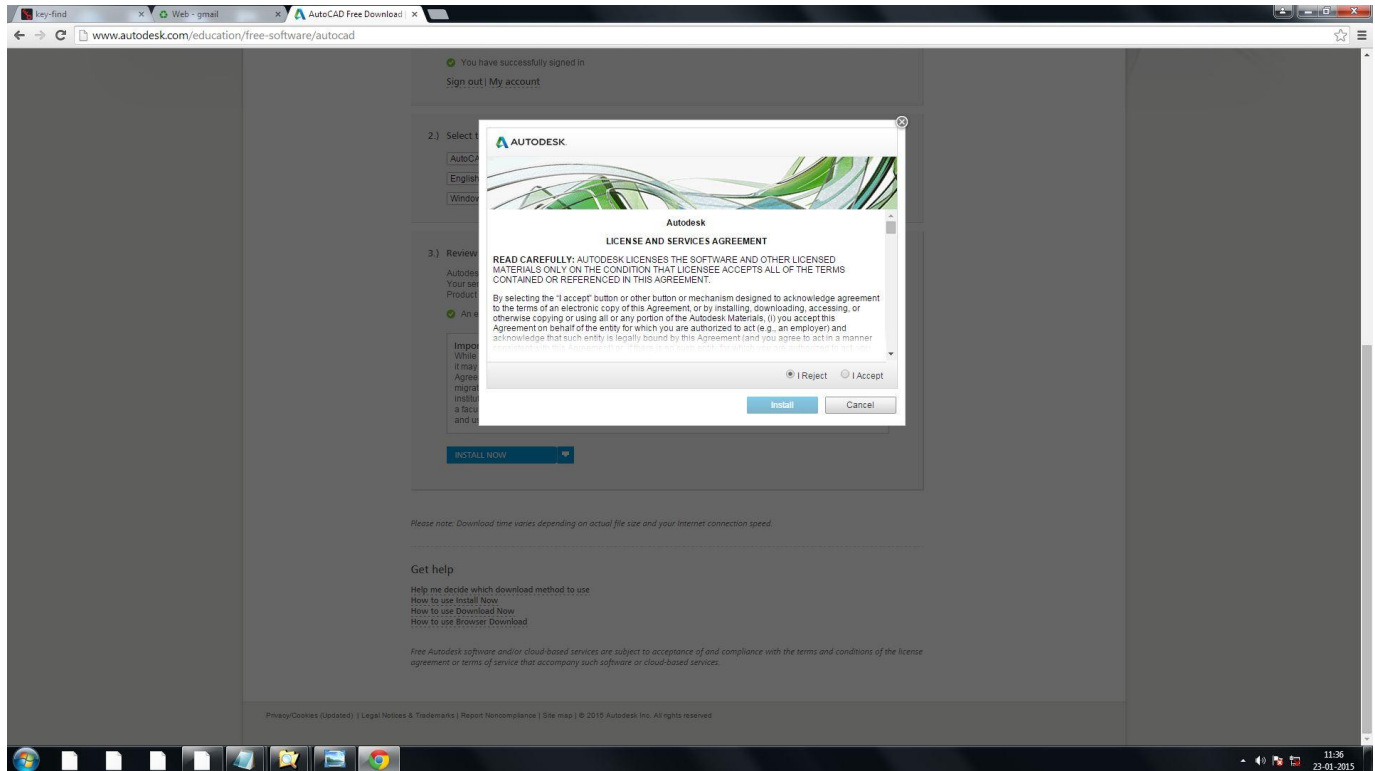 key-find
Web - gmail
AutoCAD Free Download
www.autodesk.com/education/free-software/autocad
You have successfully signed in
Sign out | My account
2.) Select t
AutoCA
English
Window
3.) Review
Autodes
Your ser
Product
An e
Impor
While
it may
Agree
migrat
institut
a facu
and us
AUTODESK.
Autodesk
LICENSE AND SERVICES AGREEMENT
READ CAREFULLY: AUTODESK LICENSES THE SOFTWARE AND OTHER LICENSED
MATERIALS ONLY ON THE CONDITION THAT LICENSEE ACCEPTS ALL OF THE TERMS
CONTAINED OR REFERENCED IN THIS AGREEMENT.
By selecting the "I accept" button or other button or mechanism designed to acknowledge agreement
to the terms of an electronic copy of this Agreement, or by installing, downloading, accessing, or
otherwise copying or using all or any portion of the Autodesk Materials, (i) you accept this
Agreement on behalf of the entity for which you are authorized to act (e.g., an employer) and
acknowledge that such entity is legally bound by this Agreement (and you agree to act in a manner
I Reject I Accept
Install Cancel
INSTALL NOW
Please note: Download time varies depending on actual file size and your internet connection speed.
Get help
Help me decide which download method to use
How to use Install Now
How to use Download Now
How to use Browser Download
Free Autodesk software and/or cloud-based services are subject to acceptance of and compliance with the terms and conditions of the license
agreement or terms of service that accompany such software or cloud-based services.
Privacy/Cookies (Updated) | Legal Notices & Trademarks | Report Noncompliance | Site map | © 2015 Autodesk Inc. All rights reserved
11:36
23-01-2015